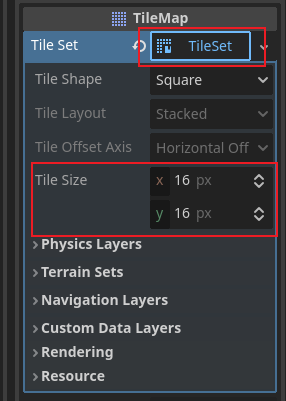 TileMap
Tile Set TileSet
Tile Shape Square
Tile Layout Stacked
Tile Offset Axis Horizontal Off
Tile Size x 16 px
y 16 px
Physics Layers
Terrain Sets
Navigation Layers
Custom Data Layers
Rendering
Resource